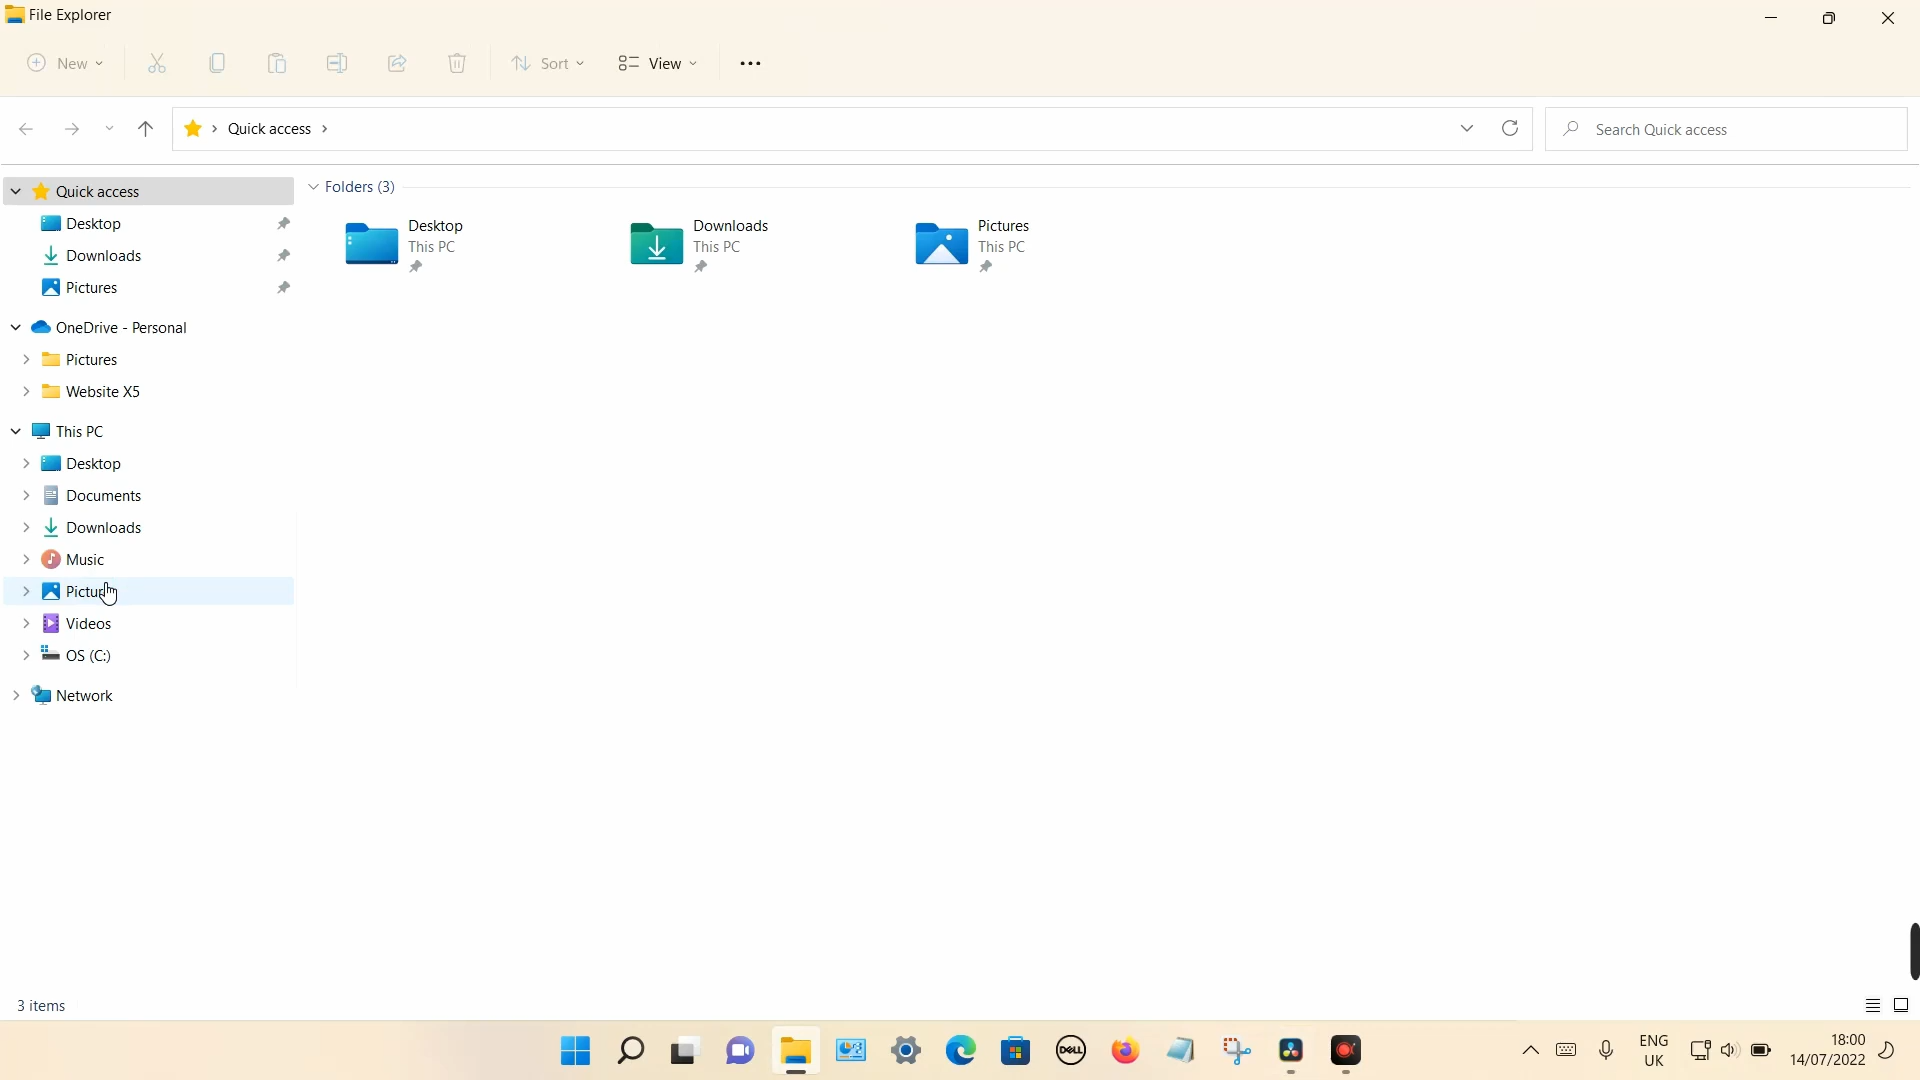 File Explorer
New
Sort
View
Quick access
Search Quick access
Quick access
Desktop
Downloads
Pictures
OneDrive - Personal
Pictures
Website X5
This PC
Desktop
Documents
Downloads
Music
Pictur
Videos
OS (C:)
Network
Folders (3)
Desktop
This PC
Downloads
This PC
Pictures
This PC
3 items
DELL
ENG
UK
18:00
14/07/2022